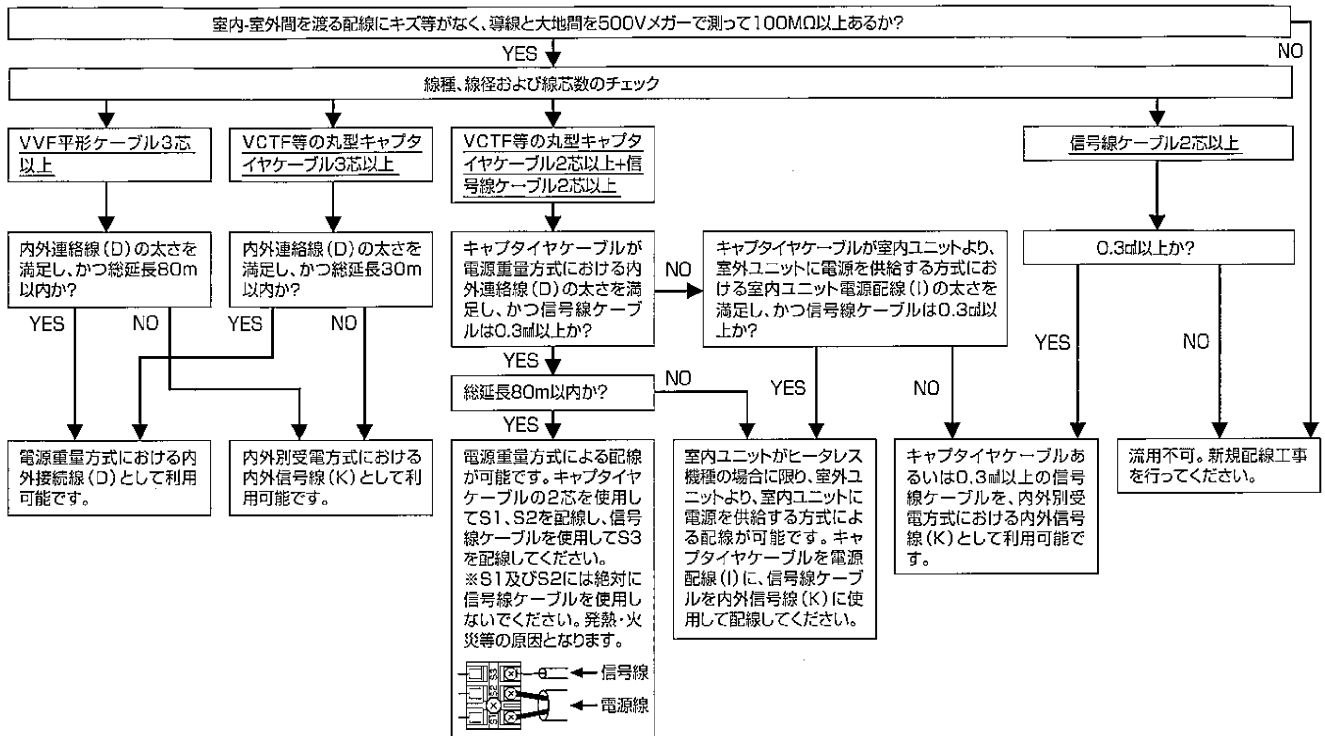 室内-室外間を渡る配線にキズ等がなく、導線と大地間を500Vメガーで測って100MΩ以上あるか?
YES
NO
線種、線径および線芯数のチェック
VVF平形ケーブル3芯
以上
VCTF等の丸型キャプタ
イヤケーブル3芯以上
VCTF等の丸型キャプタ
イヤケーブル2芯以上+信
号線ケーブル2芯以上
信号線ケーブル2芯以上
内外連絡線(D)の太さを
満足し、かつ総延長80m
以内か?
内外連絡線(D)の太さを
満足し、かつ総延長30m
以内か?
キャプタイヤケーブルが
電源重量方式における内
外連絡線(D)の太さを満
足し、かつ信号線ケーブ
ルは0.3㎟以上か?
NO
キャプタイヤケーブルが室内ユニットより、
室外ユニットに電源を供給する方式にお
ける室内ユニット電源配線(I)の太さを
満足し、かつ信号線ケーブルは0.3㎟以
上か?
0.3㎟以上か?
YES
NO
YES
NO
YES
YES
NO
YES
NO
総延長80m以内か?
NO
YES
電源重量方式における内
外接続線(D)として利用
可能です。
内外別受電方式における
内外信号線(K)として利
用可能です。
電源重量方式による配線
が可能です。キャプタイヤ
ケーブルの2芯を使用し
てS1、S2を配線し、信号
線ケーブルを使用してS3
を配線してください。
※S1及びS2には絶対に
信号線ケーブルを使用し
ないでください。発熱・火
災等の原因となります。
S3
信号線
S2
電源線
S1
室内ユニットがヒータレス
機種の場合に限り、室外ユ
ニットより、室内ユニットに
電源を供給する方式によ
る配線が可能です。キャ
プタイヤケーブルを電源
配線(I)に、信号線ケーブ
ルを内外信号線(K)に使
用して配線してください。
キャプタイヤケーブルあ
るいは0.3㎟以上の信号
線ケーブルを、内外別受
電方式における内外信号
線(K)として利用可能で
す。
流用不可。新規配線工事
を行ってください。